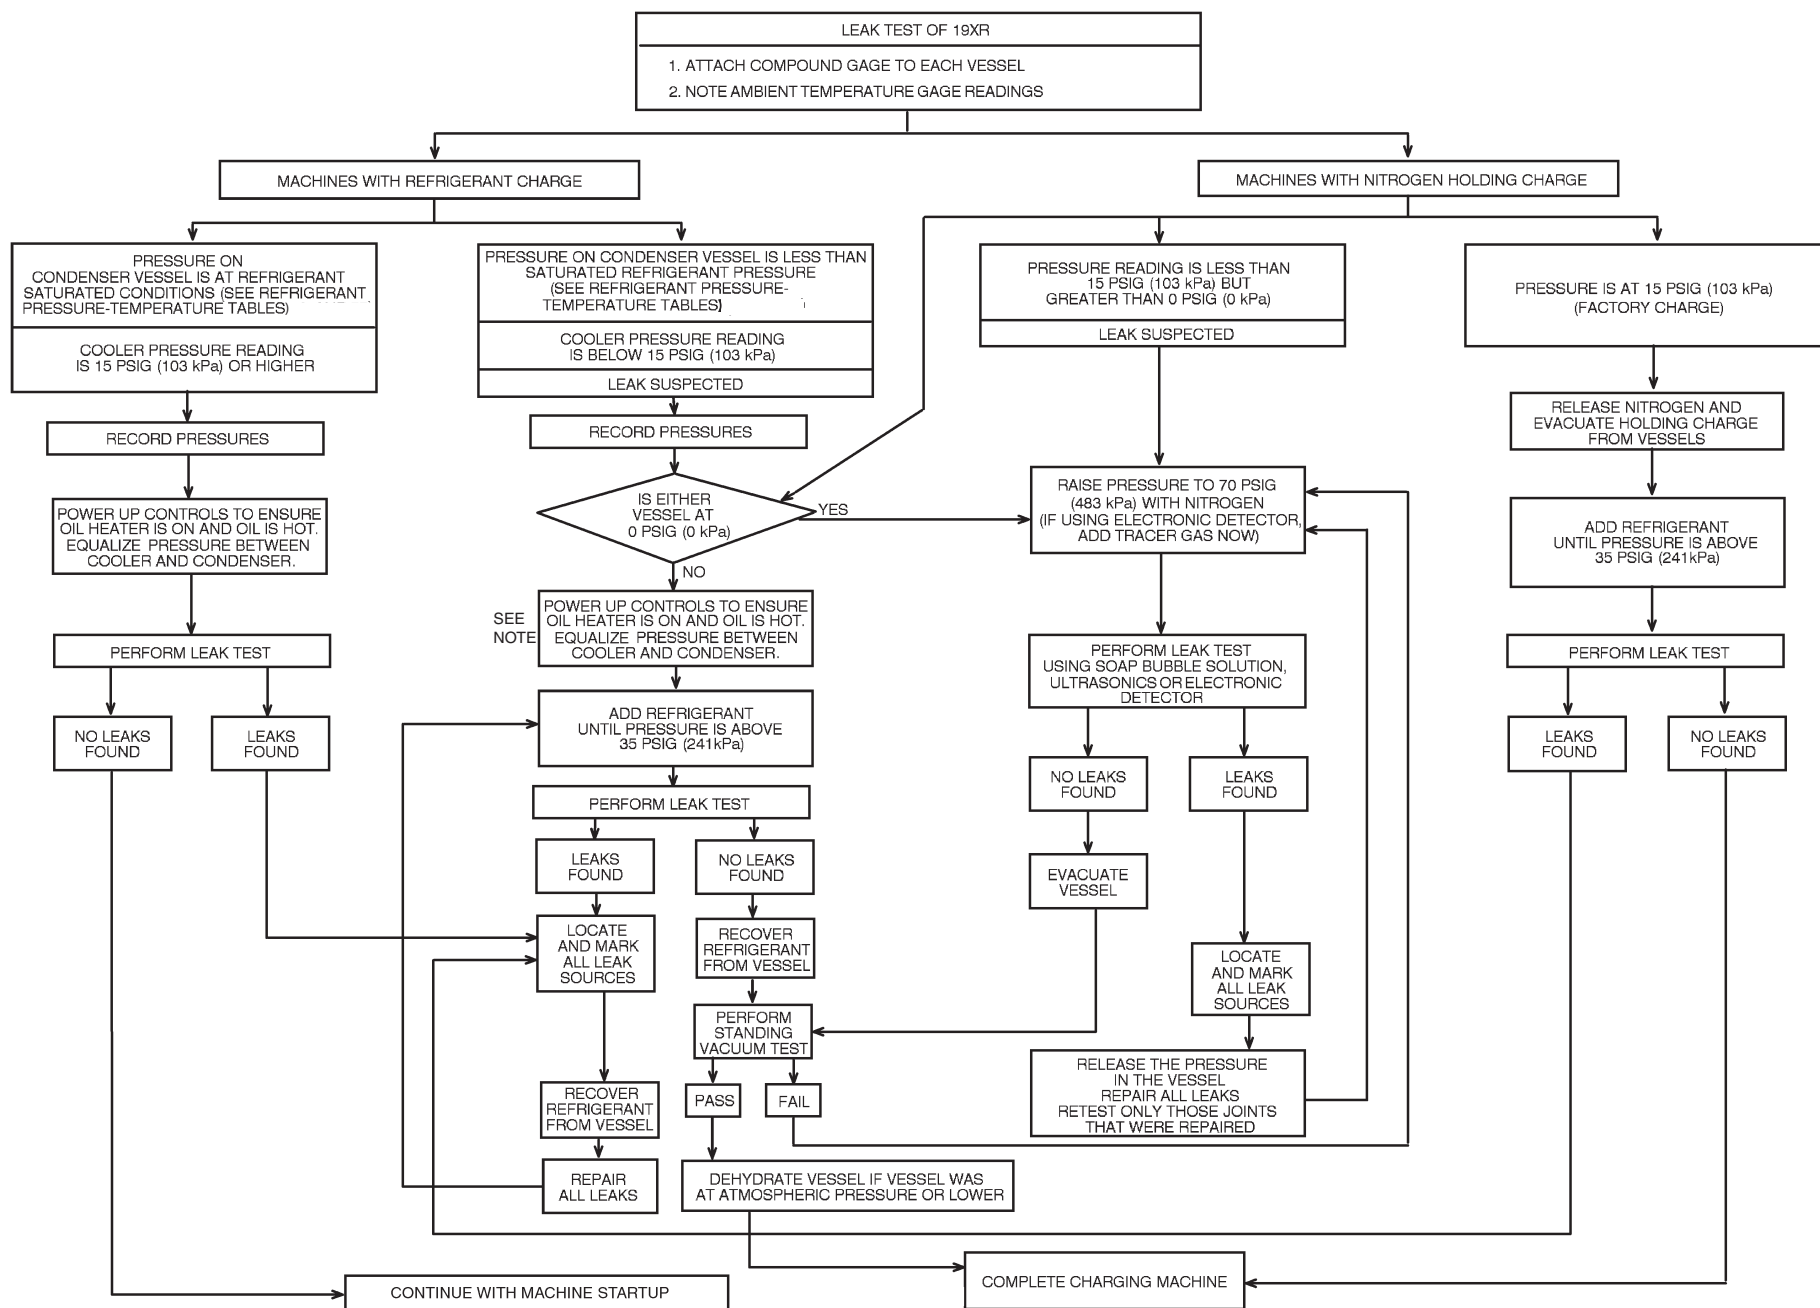 LEAK TEST OF 19XR
1. ATTACH COMPOUND GAGE TO EACH VESSEL
2. NOTE AMBIENT TEMPERATURE GAGE READINGS
MACHINES WITH REFRIGERANT CHARGE
MACHINES WITH NITROGEN HOLDING CHARGE
PRESSURE ON
CONDENSER VESSEL IS AT REFRIGERANT
SATURATED CONDITIONS (SEE REFRIGERANT
PRESSURE-TEMPERATURE TABLES)
COOLER PRESSURE READING
IS 15 PSIG (103 kPa) OR HIGHER
RECORD PRESSURES
POWER UP CONTROLS TO ENSURE
OIL HEATER IS ON AND OIL IS HOT.
EQUALIZE PRESSURE BETWEEN
COOLER AND CONDENSER.
PERFORM LEAK TEST
NO LEAKS
FOUND
LEAKS
FOUND
PRESSURE ON CONDENSER VESSEL IS LESS THAN
SATURATED REFRIGERANT PRESSURE
(SEE REFRIGERANT PRESSURE-
TEMPERATURE TABLES)
COOLER PRESSURE READING
IS BELOW 15 PSIG (103 kPa)
LEAK SUSPECTED
RECORD PRESSURES
IS EITHER
VESSEL AT
0 PSIG (0 kPa)
YES
NO
SEE
NOTE
POWER UP CONTROLS TO ENSURE
OIL HEATER IS ON AND OIL IS HOT.
EQUALIZE PRESSURE BETWEEN
COOLER AND CONDENSER.
ADD REFRIGERANT
UNTIL PRESSURE IS ABOVE
35 PSIG (241kPa)
PERFORM LEAK TEST
LEAKS
FOUND
NO LEAKS
FOUND
LOCATE
AND MARK
ALL LEAK
SOURCES
RECOVER
REFRIGERANT
FROM VESSEL
REPAIR
ALL LEAKS
RECOVER
REFRIGERANT
FROM VESSEL
PERFORM
STANDING
VACUUM TEST
PASS
FAIL
DEHYDRATE VESSEL IF VESSEL WAS
AT ATMOSPHERIC PRESSURE OR LOWER
PRESSURE READING IS LESS THAN
15 PSIG (103 kPa) BUT
GREATER THAN 0 PSIG (0 kPa)
LEAK SUSPECTED
RAISE PRESSURE TO 70 PSIG
(483 kPa) WITH NITROGEN
(IF USING ELECTRONIC DETECTOR,
ADD TRACER GAS NOW)
PERFORM LEAK TEST
USING SOAP BUBBLE SOLUTION,
ULTRASONICS OR ELECTRONIC
DETECTOR
NO LEAKS
FOUND
LEAKS
FOUND
EVACUATE
VESSEL
LOCATE
AND MARK
ALL LEAK
SOURCES
RELEASE THE PRESSURE
IN THE VESSEL
REPAIR ALL LEAKS
RETEST ONLY THOSE JOINTS
THAT WERE REPAIRED
PRESSURE IS AT 15 PSIG (103 kPa)
(FACTORY CHARGE)
RELEASE NITROGEN AND
EVACUATE HOLDING CHARGE
FROM VESSELS
ADD REFRIGERANT
UNTIL PRESSURE IS ABOVE
35 PSIG (241kPa)
PERFORM LEAK TEST
LEAKS
FOUND
NO LEAKS
FOUND
CONTINUE WITH MACHINE STARTUP
COMPLETE CHARGING MACHINE